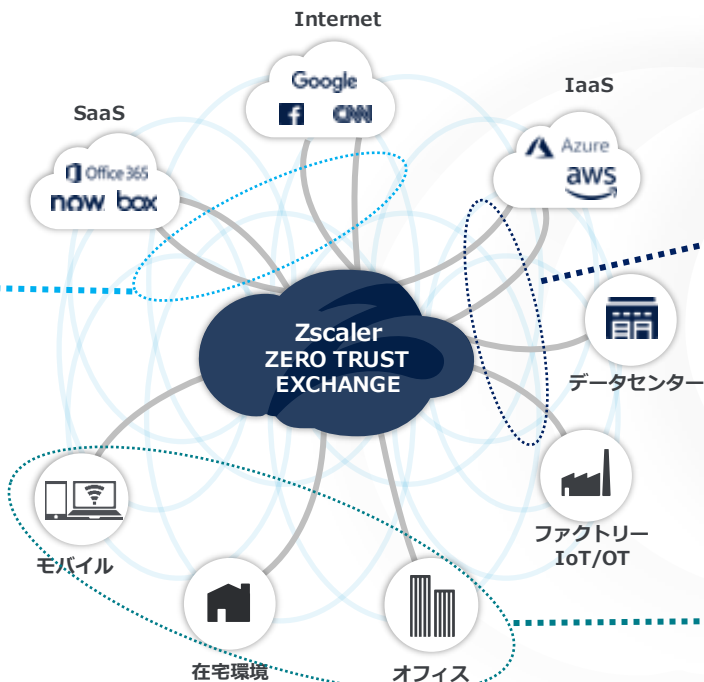 Internet
Google
CNN
SaaS
Office 365
now box
IaaS
Azure
aws
Zscaler
ZERO TRUST
EXCHANGE
データセンター
ファクトリー
IoT/OT
モバイル
在宅環境
オフィス